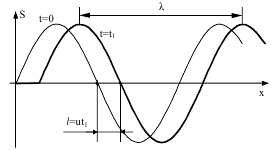 S
t=0
λ
t=t₁
x
l=ut₁